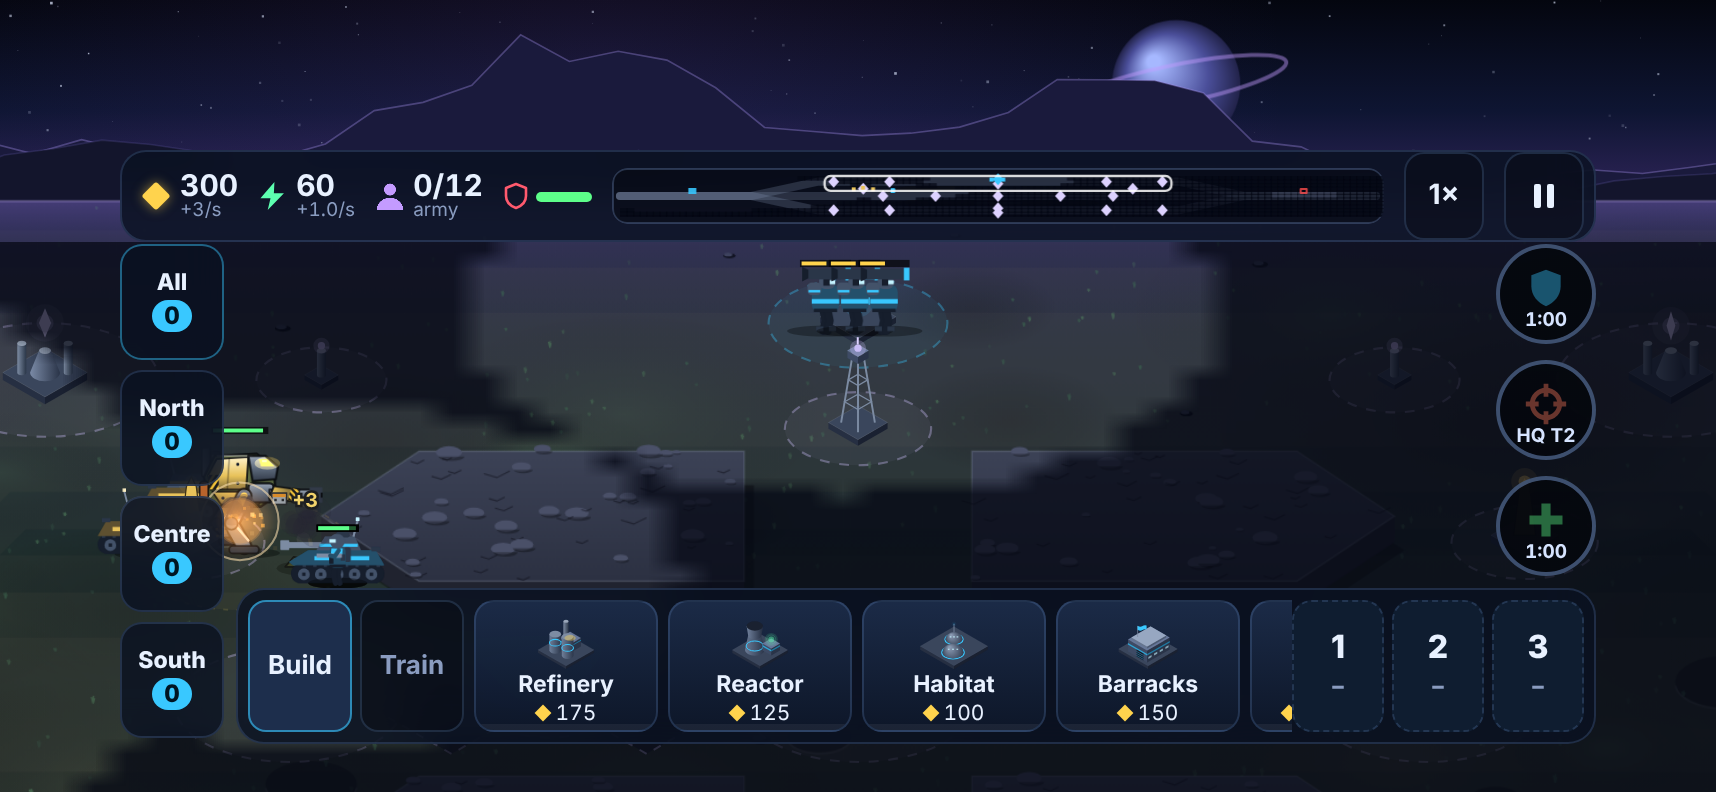 300
+3/s
60
+1.0/s
0/12
army
1×
All
0
North
0
Centre
0
South
0
+3
1:00
HQ T2
1:00
Build
Train
Refinery
175
Reactor
125
Habitat
100
Barracks
150
1
-
2
-
3
-